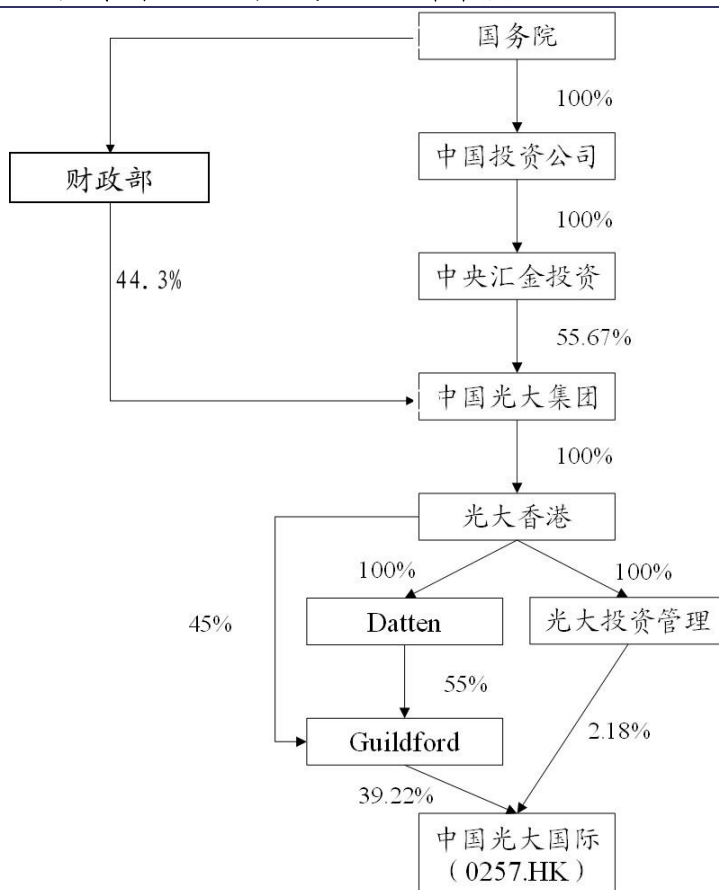 国务院
100%
中国投资公司
财政部
100%
44.3%
中央汇金投资
55.67%
中国光大集团
100%
光大香港
100%
100%
45%
Datten
光大投资管理
55%
Guildford
2.18%
39.22%
中国光大国际
（0257.HK）